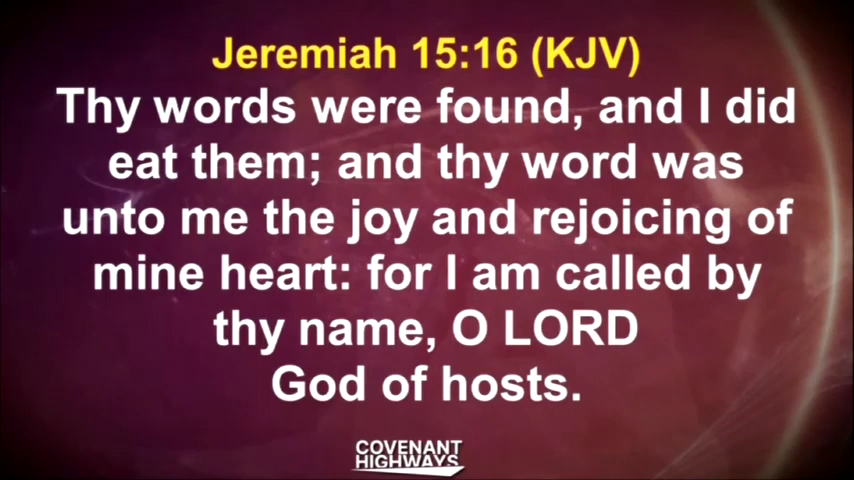 Jeremiah 15:16 (KJV)
Thy words were found, and I did
eat them; and thy word was
unto me the joy and rejoicing of
mine heart: for I am called by
thy name, O LORD
God of hosts.
COVENANT
HIGHWAYS